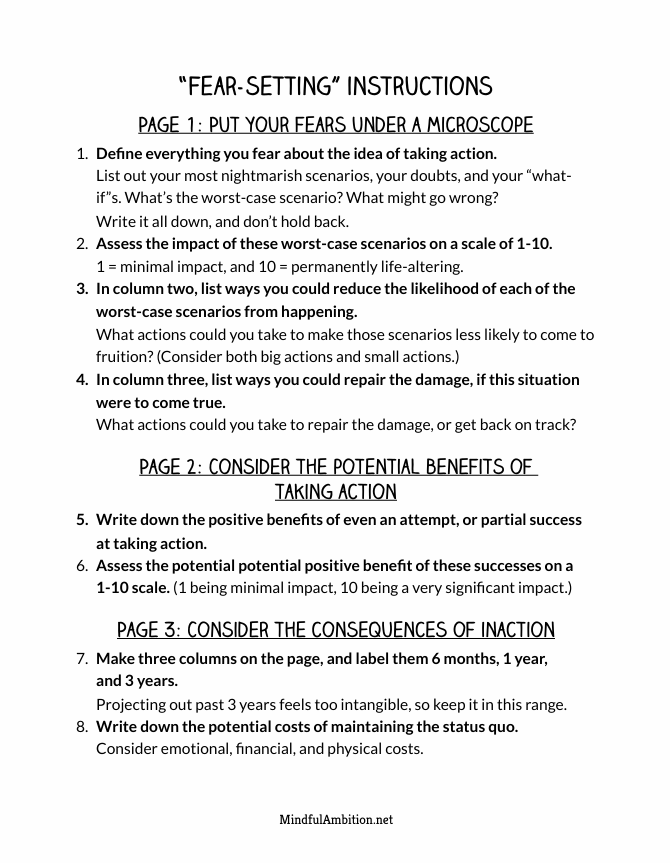 “FEAR-SETTING” INSTRUCTIONS
PAGE 1: PUT YOUR FEARS UNDER A MICROSCOPE
1. Define everything you fear about the idea of taking action.
List out your most nightmarish scenarios, your doubts, and your “what-
if”s. What’s the worst-case scenario? What might go wrong?
Write it all down, and don’t hold back.
2. Assess the impact of these worst-case scenarios on a scale of 1-10.
1 = minimal impact, and 10 = permanently life-altering.
3. In column two, list ways you could reduce the likelihood of each of the
worst-case scenarios from happening.
What actions could you take to make those scenarios less likely to come to
fruition? (Consider both big actions and small actions.)
4. In column three, list ways you could repair the damage, if this situation
were to come true.
What actions could you take to repair the damage, or get back on track?
PAGE 2: CONSIDER THE POTENTIAL BENEFITS OF
TAKING ACTION
5. Write down the positive benefits of even an attempt, or partial success
at taking action.
6. Assess the potential potential positive benefit of these successes on a
1-10 scale. (1 being minimal impact, 10 being a very significant impact.)
PAGE 3: CONSIDER THE CONSEQUENCES OF INACTION
7. Make three columns on the page, and label them 6 months, 1 year,
and 3 years.
Projecting out past 3 years feels too intangible, so keep it in this range.
8. Write down the potential costs of maintaining the status quo.
Consider emotional, financial, and physical costs.
MindfulAmbition.net